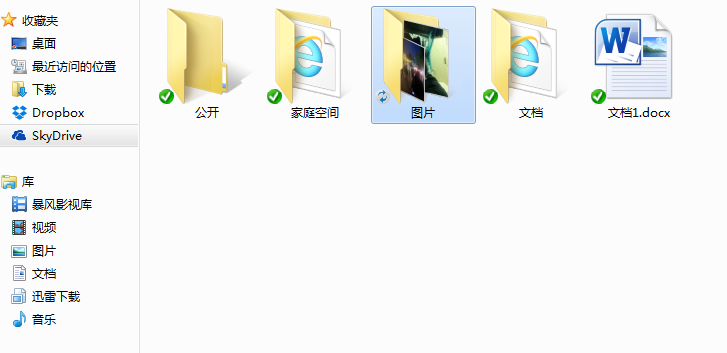 收藏夹
桌面
最近访问的位置
下载
Dropbox
SkyDrive
库
暴风影视库
视频
图片
文档
迅雷下载
音乐
公开
家庭空间
图片
文档
文档1.docx